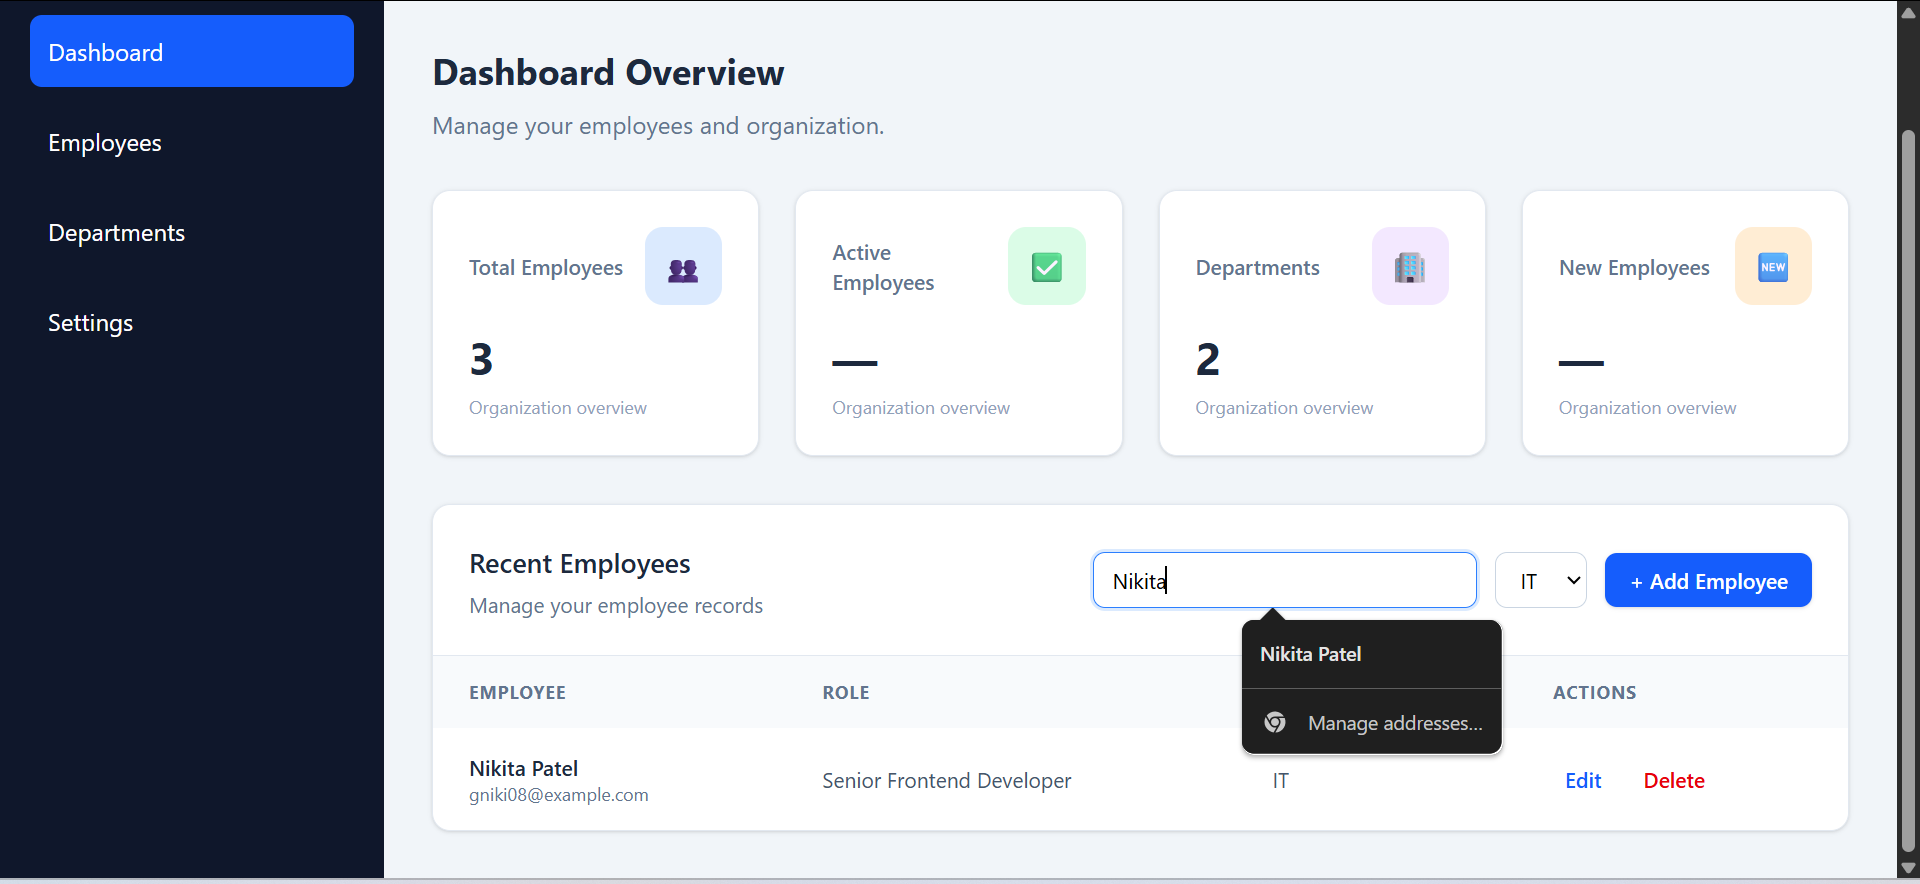 Dashboard
Employees
Departments
Settings
Dashboard Overview
Manage your employees and organization.
Total Employees
3
Organization overview
Active
Employees
—
Organization overview
Departments
2
Organization overview
New Employees
NEW
—
Organization overview
Recent Employees
Manage your employee records
Nikita
IT
+ Add Employee
Nikita Patel
Manage addresses...
EMPLOYEE
ROLE
ACTIONS
Nikita Patel
gniki08@example.com
Senior Frontend Developer
IT
Edit
Delete